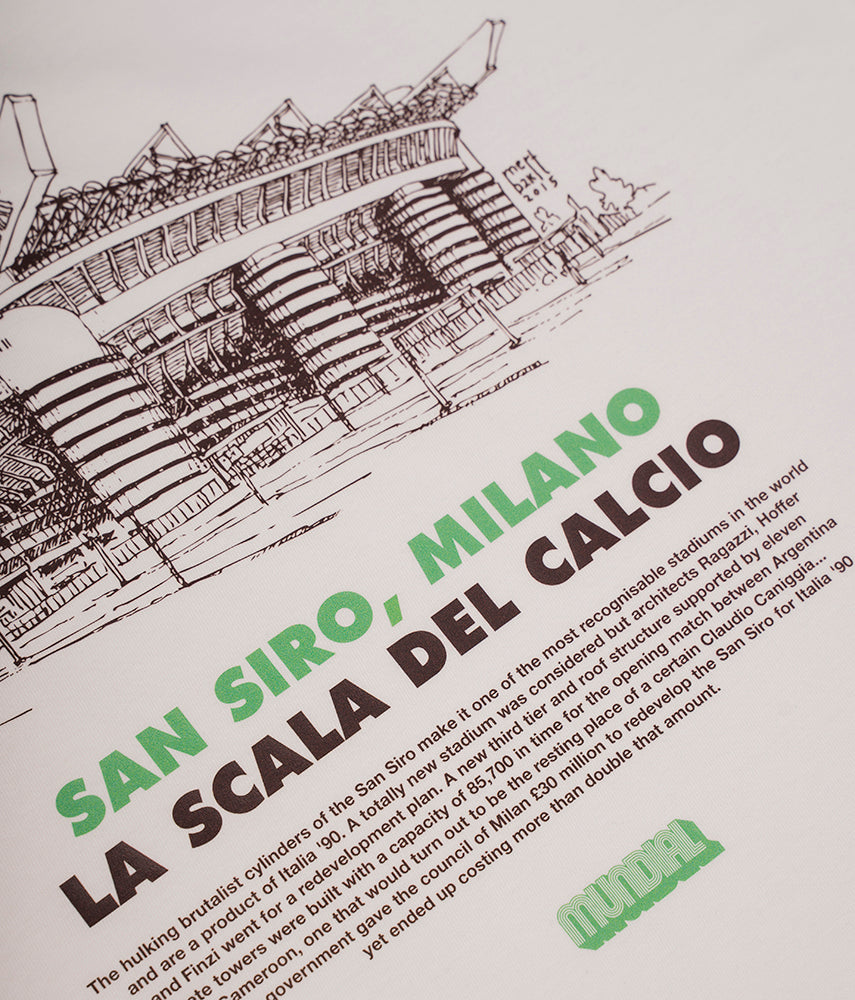 mert
2015
SAN SIRO, MILANO
LA SCALA DEL CALCIO
The hulking brutalist cylinders of the San Siro make it one of the most recognisable stadiums in the world
and are a product of Italia '90. A totally new stadium was considered but architects Ragazzi, Hoffer
and Finzi went for a redevelopment plan. A new third tier and roof structure supported by eleven
ete towers were built with a capacity of 85,700 in time for the opening match between Argentina
Cameroon, one that would turn out to be the resting place of a certain Claudio Caniggia...
government gave the council of Milan £30 million to redevelop the San Siro for Italia '90
yet ended up costing more than double that amount.
MUNDIAL